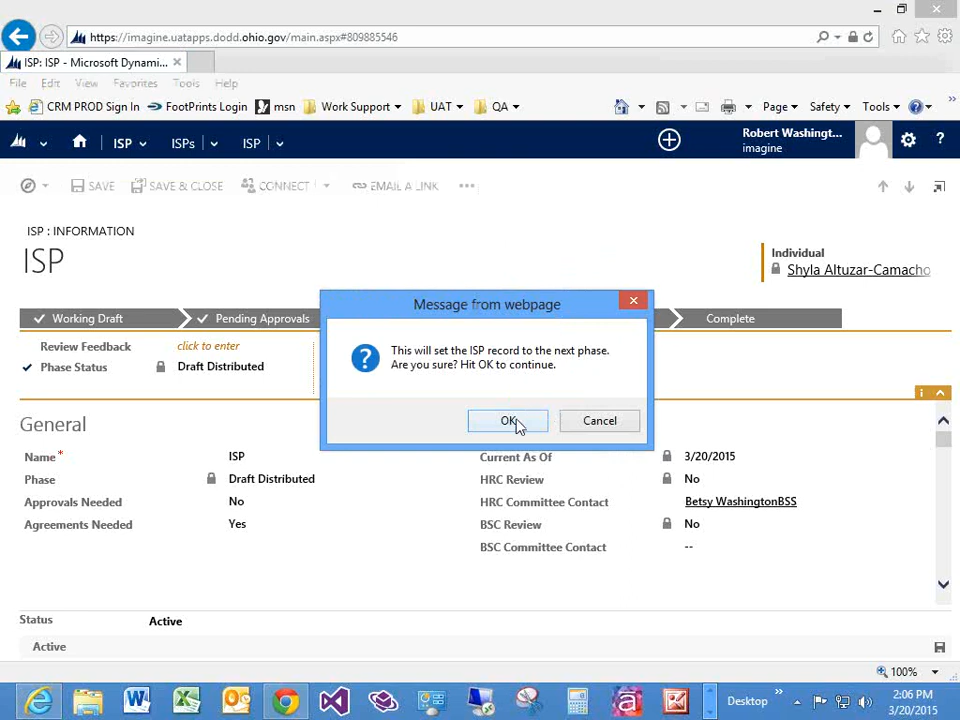 https://imagine.uatapps.dodd.ohio.gov/main.aspx#809885546
ISP: ISP - Microsoft Dynami...
File Edit View Favorites Tools Help
CRM PROD Sign In FootPrints Login msn Work Support UAT QA Page Safety Tools
ISP ISPs ISP
Robert Washingt...
imagine
SAVE SAVE & CLOSE CONNECT EMAIL A LINK
ISP : INFORMATION
ISP
Individual
Shyla Altuzar-Camacho
Working Draft Pending Approvals Complete
Review Feedback click to enter
Phase Status Draft Distributed
Message from webpage
This will set the ISP record to the next phase.
Are you sure? Hit OK to continue.
OK Cancel
General
Name* ISP Current As Of 3/20/2015
Phase Draft Distributed HRC Review No
Approvals Needed No HRC Committee Contact Betsy WashingtonBSS
Agreements Needed Yes BSC Review No
BSC Committee Contact --
Status Active
Active
100%
Desktop
2:06 PM
3/20/2015